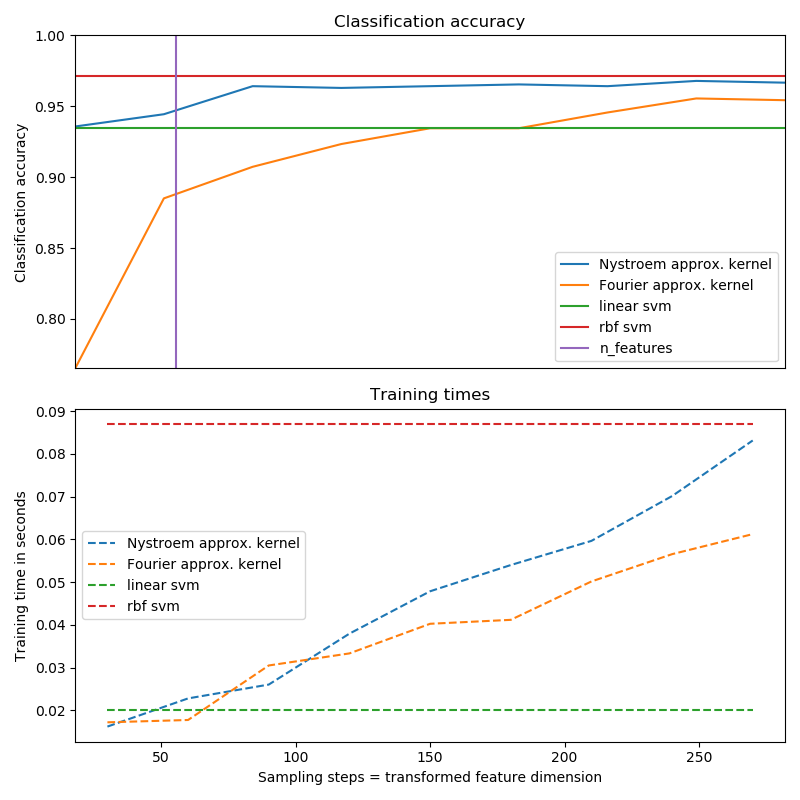 Classification accuracy
1.00
0.95
0.90
0.85
0.80
Classification accuracy
Nystroem approx. kernel
Fourier approx. kernel
linear svm
rbf svm
n_features
Training times
0.09
0.08
0.07
0.06
0.05
0.04
0.03
0.02
Training time in seconds
Nystroem approx. kernel
Fourier approx. kernel
linear svm
rbf svm
50 100 150 200 250
Sampling steps = transformed feature dimension